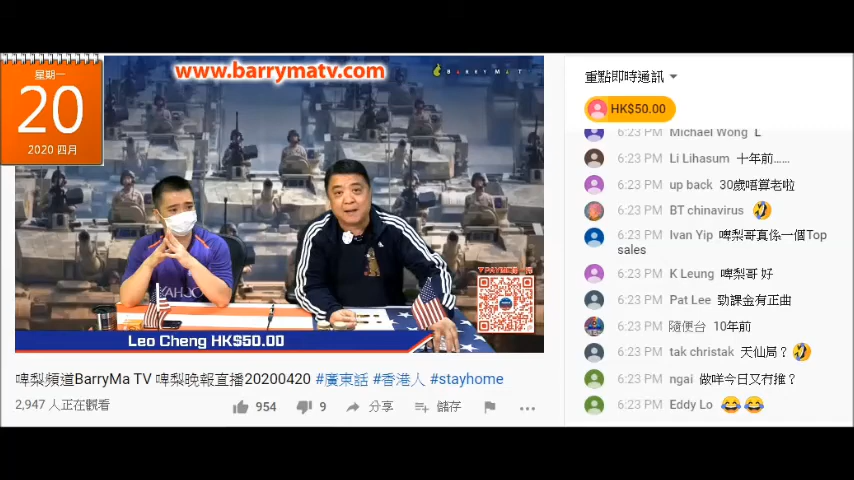 星期一
20
2020 四月
www.barrymatv.com
BARRYMAT
AHJC
Leo Cheng HK$50.00
啤梨頻道BarryMa TV 啤梨晚報直播20200420 #廣東話 #香港人 #stayhome
2,947 人正在觀看
954
9
分享
儲存
重點即時通訊
HK$50.00
6:23 PM Michael Wong L
6:23 PM Li Lihasum 十年前......
6:23 PM up back 30歲唔算老啦
6:23 PM BT chinavirus 🤣
6:23 PM Ivan Yip 啤梨哥真係一個Top
sales
6:23 PM K Leung 啤梨哥 好
6:23 PM Pat Lee 勁課金有正曲
6:23 PM 隨便台 10年前
6:23 PM tak christak 天仙局？ 🤣
6:23 PM ngai 做咩今日又冇推？
6:23 PM Eddy Lo 😂😂